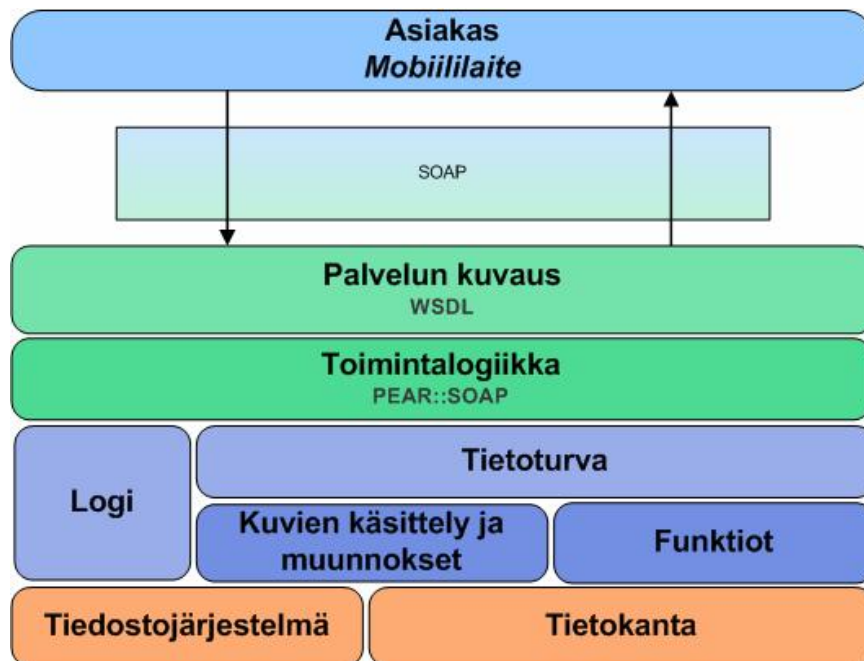 Asiakas
Mobiililaite
SOAP
Palvelun kuvaus
WSDL
Toimintalogiikka
PEAR::SOAP
Logi
Tietoturva
Kuvien käsittely ja
muunnokset
Funktiot
Tiedostojärjestelmä
Tietokanta